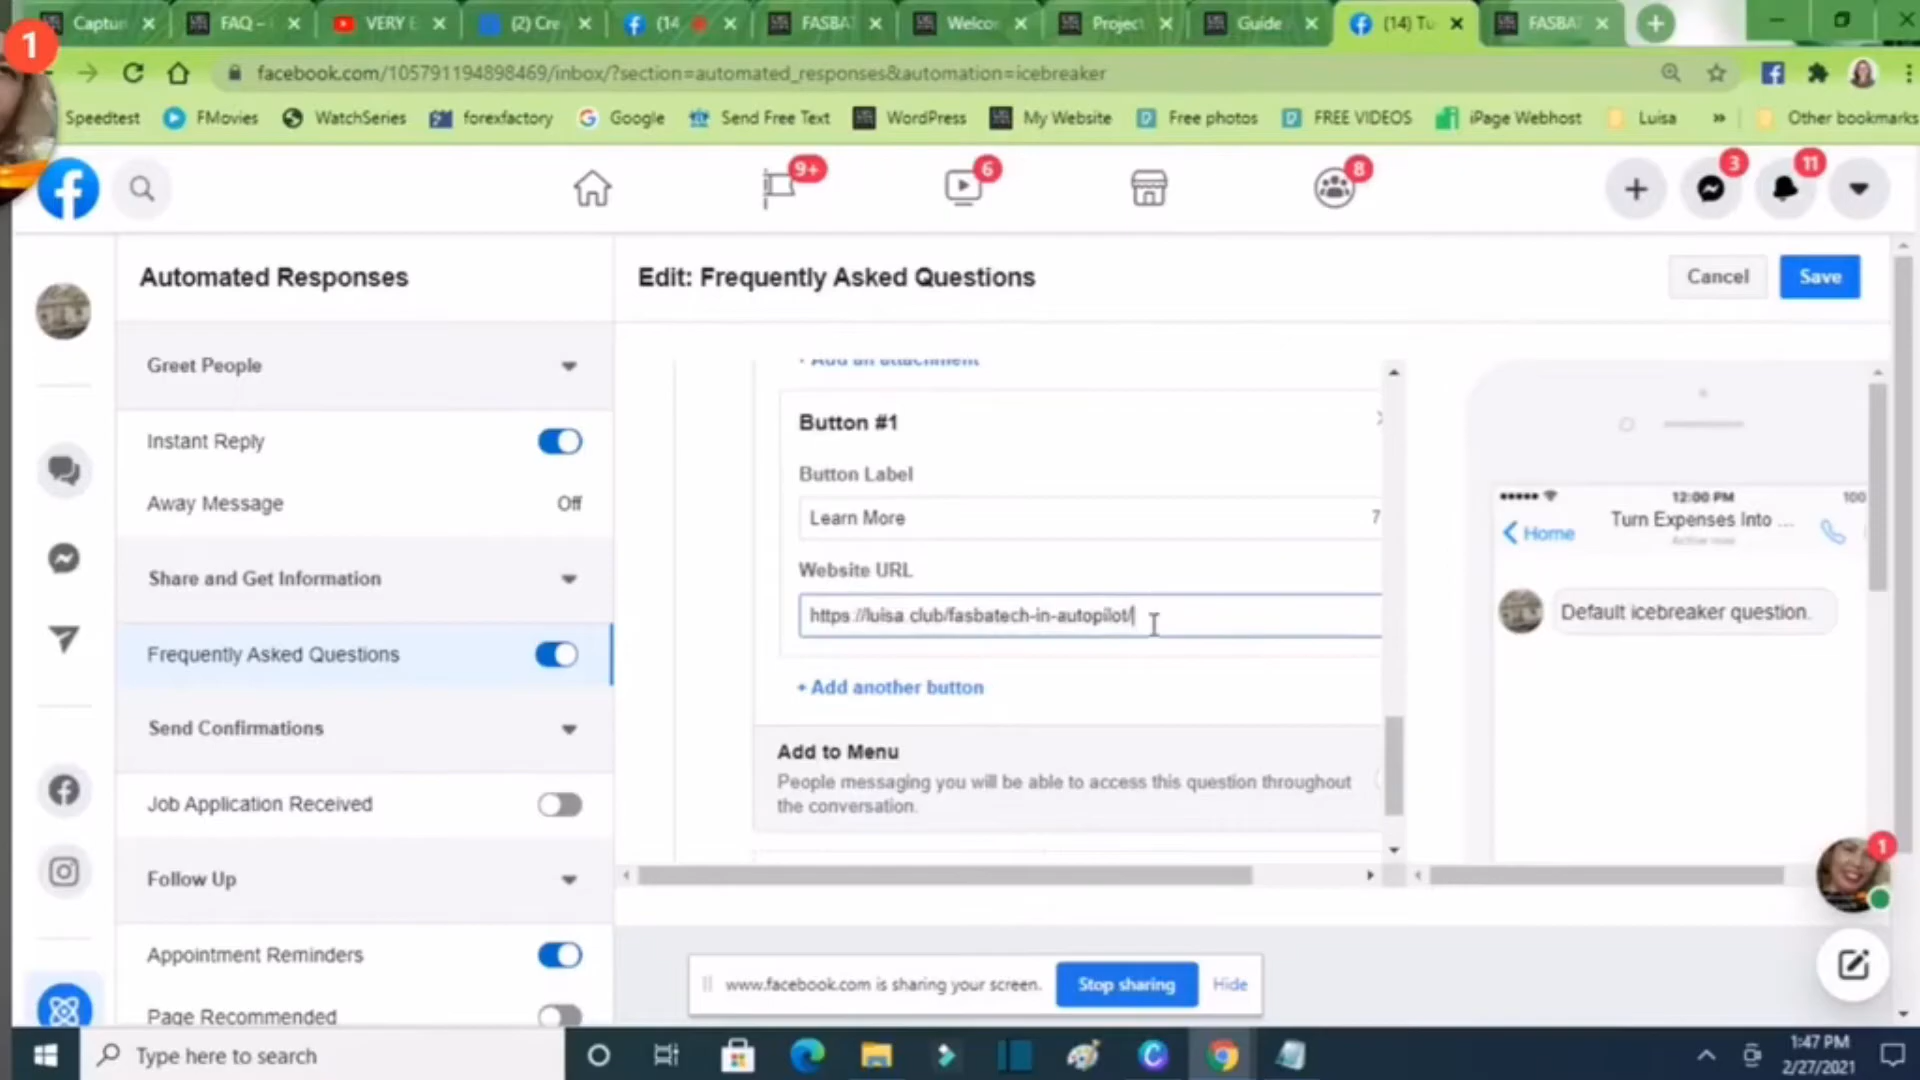 1
Captur
FAQ –
VERY E
(2) Cre
(14
FASBA
Welco
Project
Guide
(14) Tu
FASBA
facebook.com/105791194898469/inbox/?section=automated_responses&automation=icebreaker
Speedtest
FMovies
WatchSeries
forexfactory
Google
Send Free Text
WordPress
My Website
Free photos
FREE VIDEOS
iPage Webhost
Luisa
»
Other bookmarks
9+
6
8
3
11
Automated Responses
Edit: Frequently Asked Questions
Cancel
Save
Greet People
Instant Reply
Away Message
Off
Share and Get Information
Frequently Asked Questions
Send Confirmations
Job Application Received
Follow Up
Appointment Reminders
Page Recommended
+ Add an attachment
Button #1
Button Label
Learn More
7
Website URL
https://luisa.club/fasbatech-in-autopilot/
+ Add another button
Add to Menu
People messaging you will be able to access this question throughout
the conversation.
12:00 PM
100
Home
Turn Expenses Into ...
Active now
Default icebreaker question.
1
www.facebook.com is sharing your screen.
Stop sharing
Hide
Type here to search
1:47 PM
2/27/2021